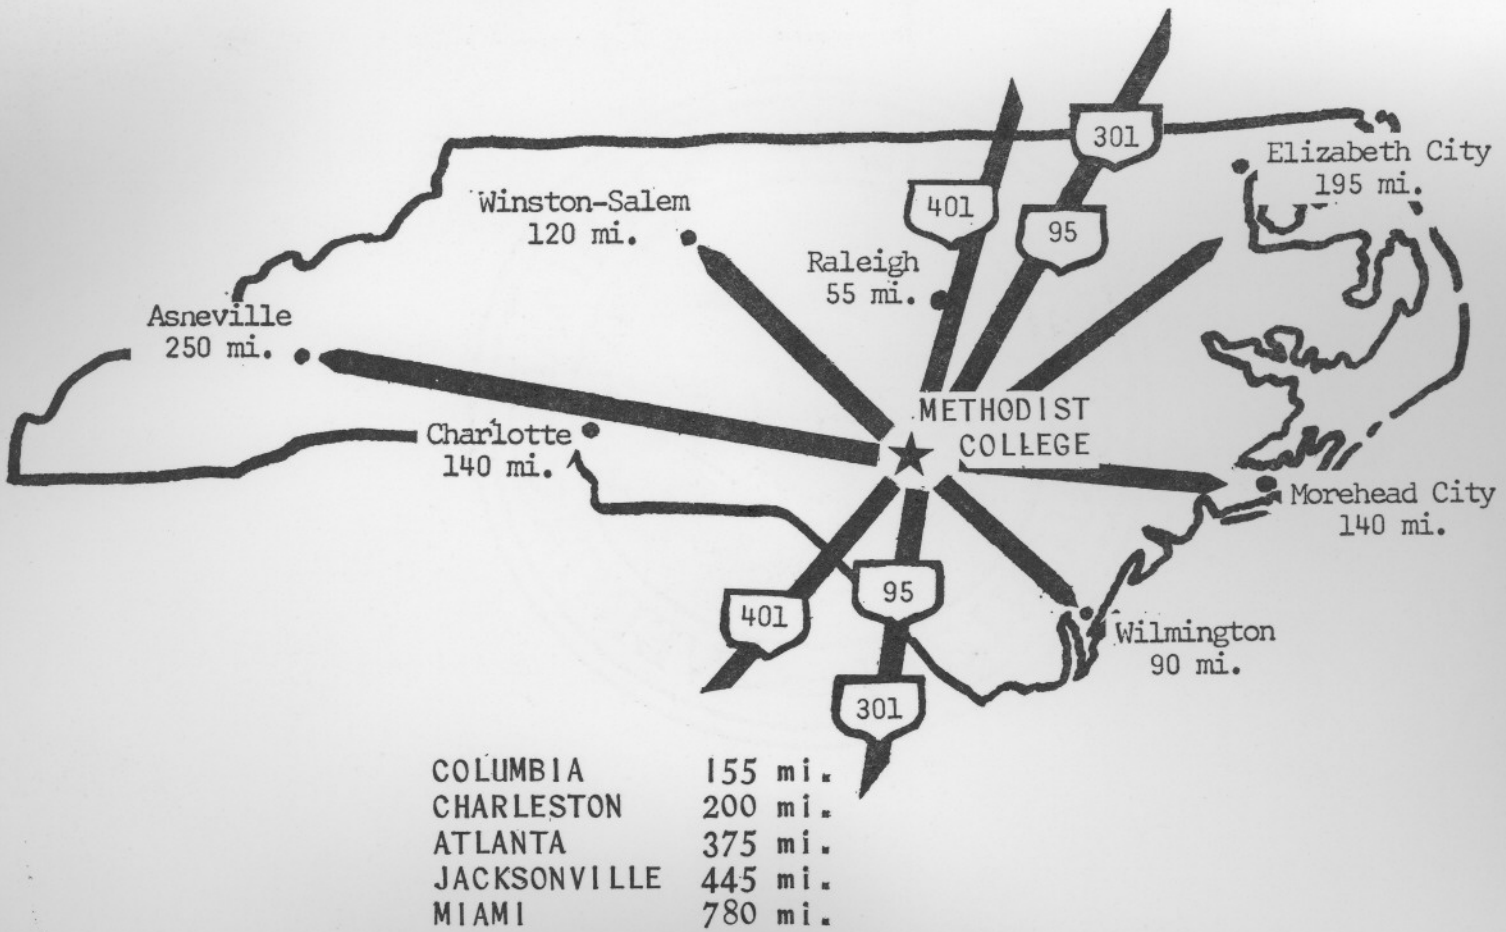 301
Elizabeth City
195 mi.
Winston-Salem
120 mi.
401
95
Raleigh
55 mi.
Asneville
250 mi.
METHODIST
COLLEGE
Charlotte
140 mi.
Morehead City
140 mi.
401
95
Wilmington
90 mi.
301
COLUMBIA 155 mi.
CHARLESTON 200 mi.
ATLANTA 375 mi.
JACKSONVILLE 445 mi.
MIAMI 780 mi.